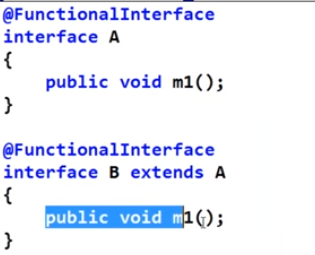 @FunctionalInterface
interface A
{
public void m1();
}
@FunctionalInterface
interface B extends A
{
public void m1();
}